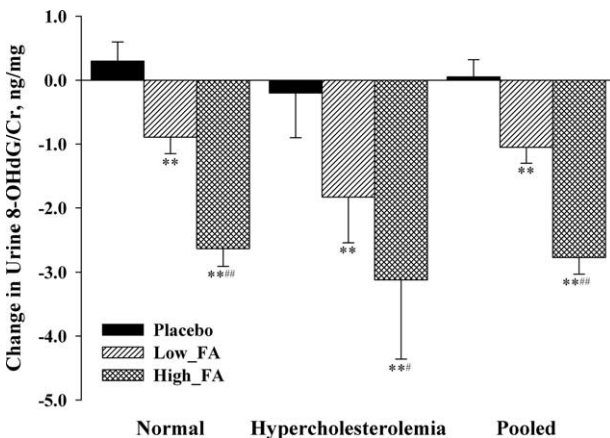 Change in Urine 8-OHdG/Cr, ng/mg
1.0
0.0
-1.0
-2.0
-3.0
-4.0
-5.0
**
**##
**
**#
**
**##
Placebo
Low_FA
High_FA
Normal Hypercholesterolemia Pooled